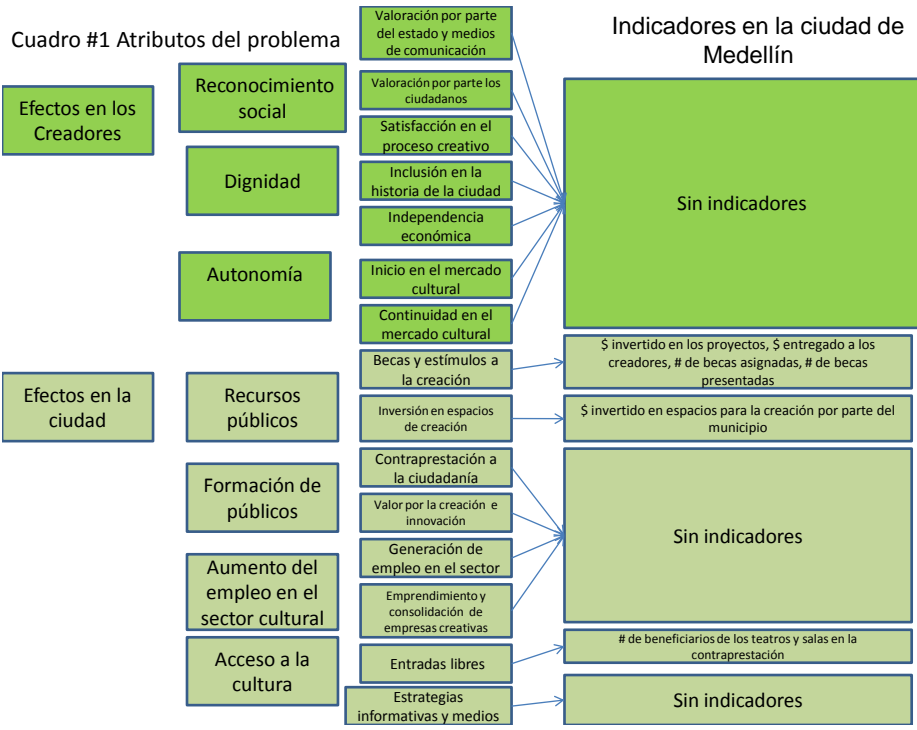 Cuadro #1 Atributos del problema
Indicadores en la ciudad de
Medellín
Efectos en los
Creadores
Reconocimiento
social
Dignidad
Autonomía
Valoración por parte
del estado y medios
de comunicación
Valoración por parte los
ciudadanos
Satisfacción en el
proceso creativo
Inclusión en la
historia de la ciudad
Independencia
económica
Inicio en el mercado
cultural
Continuidad en el
mercado cultural
Sin indicadores
Efectos en la
ciudad
Recursos
públicos
Formación de
públicos
Aumento del
empleo en el
sector cultural
Acceso a la
cultura
Becas y estímulos a
la creación
Inversión en espacios
de creación
Contraprestación a
la ciudadanía
Valor por la creación e
innovación
Generación de
empleo en el sector
Emprendimiento y
consolidación de
empresas creativas
Entradas libres
Estrategias
informativas y medios
$ invertido en los proyectos, $ entregado a los
creadores, # de becas asignadas, # de becas
presentadas
$ invertido en espacios para la creación por parte del
municipio
Sin indicadores
# de beneficiarios de los teatros y salas en la
contraprestación
Sin indicadores